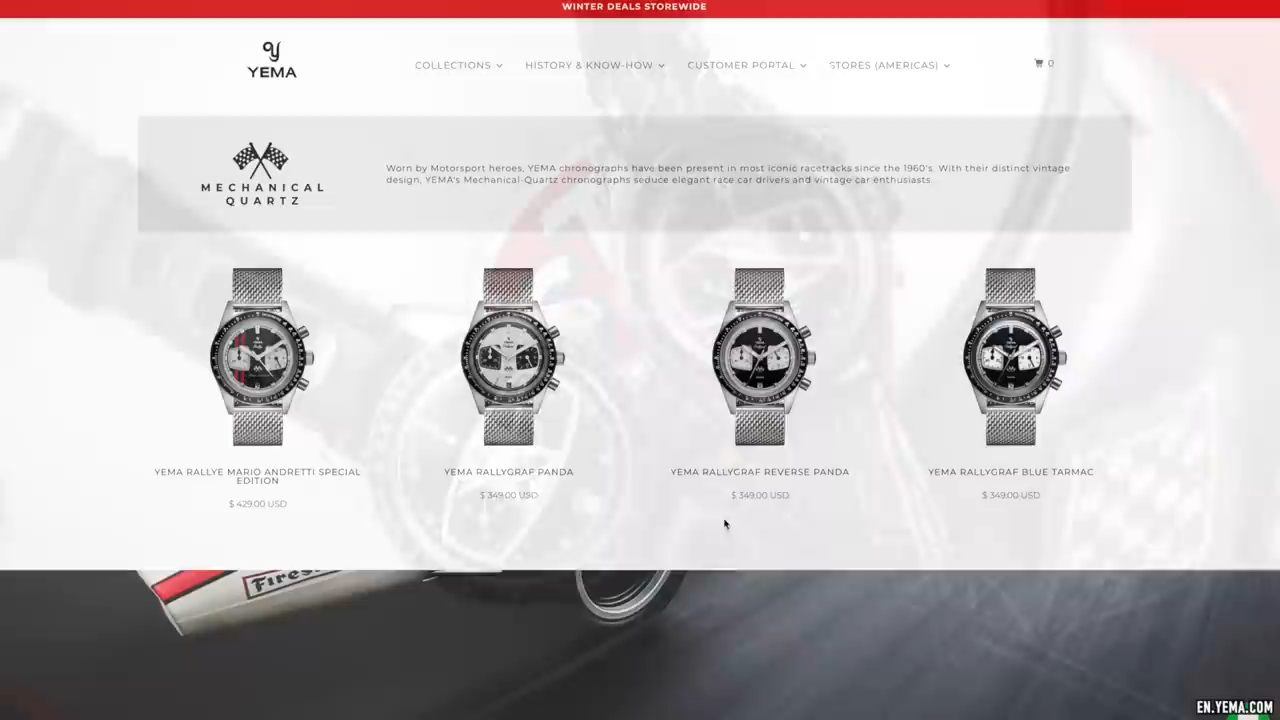 WINTER DEALS STOREWIDE
YEMA
COLLECTIONS
HISTORY & KNOW-HOW
CUSTOMER PORTAL
STORES (AMERICAS)
0
MECHANICAL
QUARTZ
Worn by Motorsport heroes, YEMA chronographs have been present in most iconic racetracks since the 1960's. With their distinct vintage
design, YEMA's Mechanical-Quartz chronographs seduce elegant race car drivers and vintage car enthusiasts.
YEMA RALLYE MARIO ANDRETTI SPECIAL
EDITION
$ 429.00 USD
YEMA RALLYGRAF PANDA
$ 349.00 USD
YEMA RALLYGRAF REVERSE PANDA
$ 349.00 USD
YEMA RALLYGRAF BLUE TARMAC
$ 349.00 USD
EN.YEMA.COM